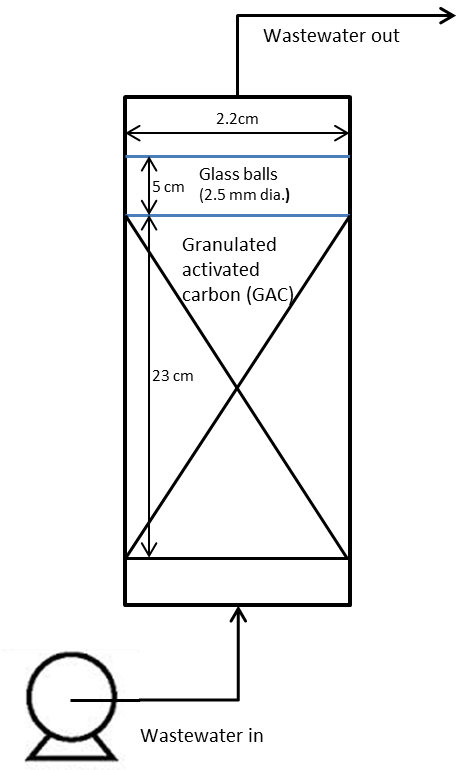 Wastewater out
2.2cm
5 cm
Glass balls
(2.5 mm dia.)
Granulated
activated
carbon (GAC)
23 cm
Wastewater in